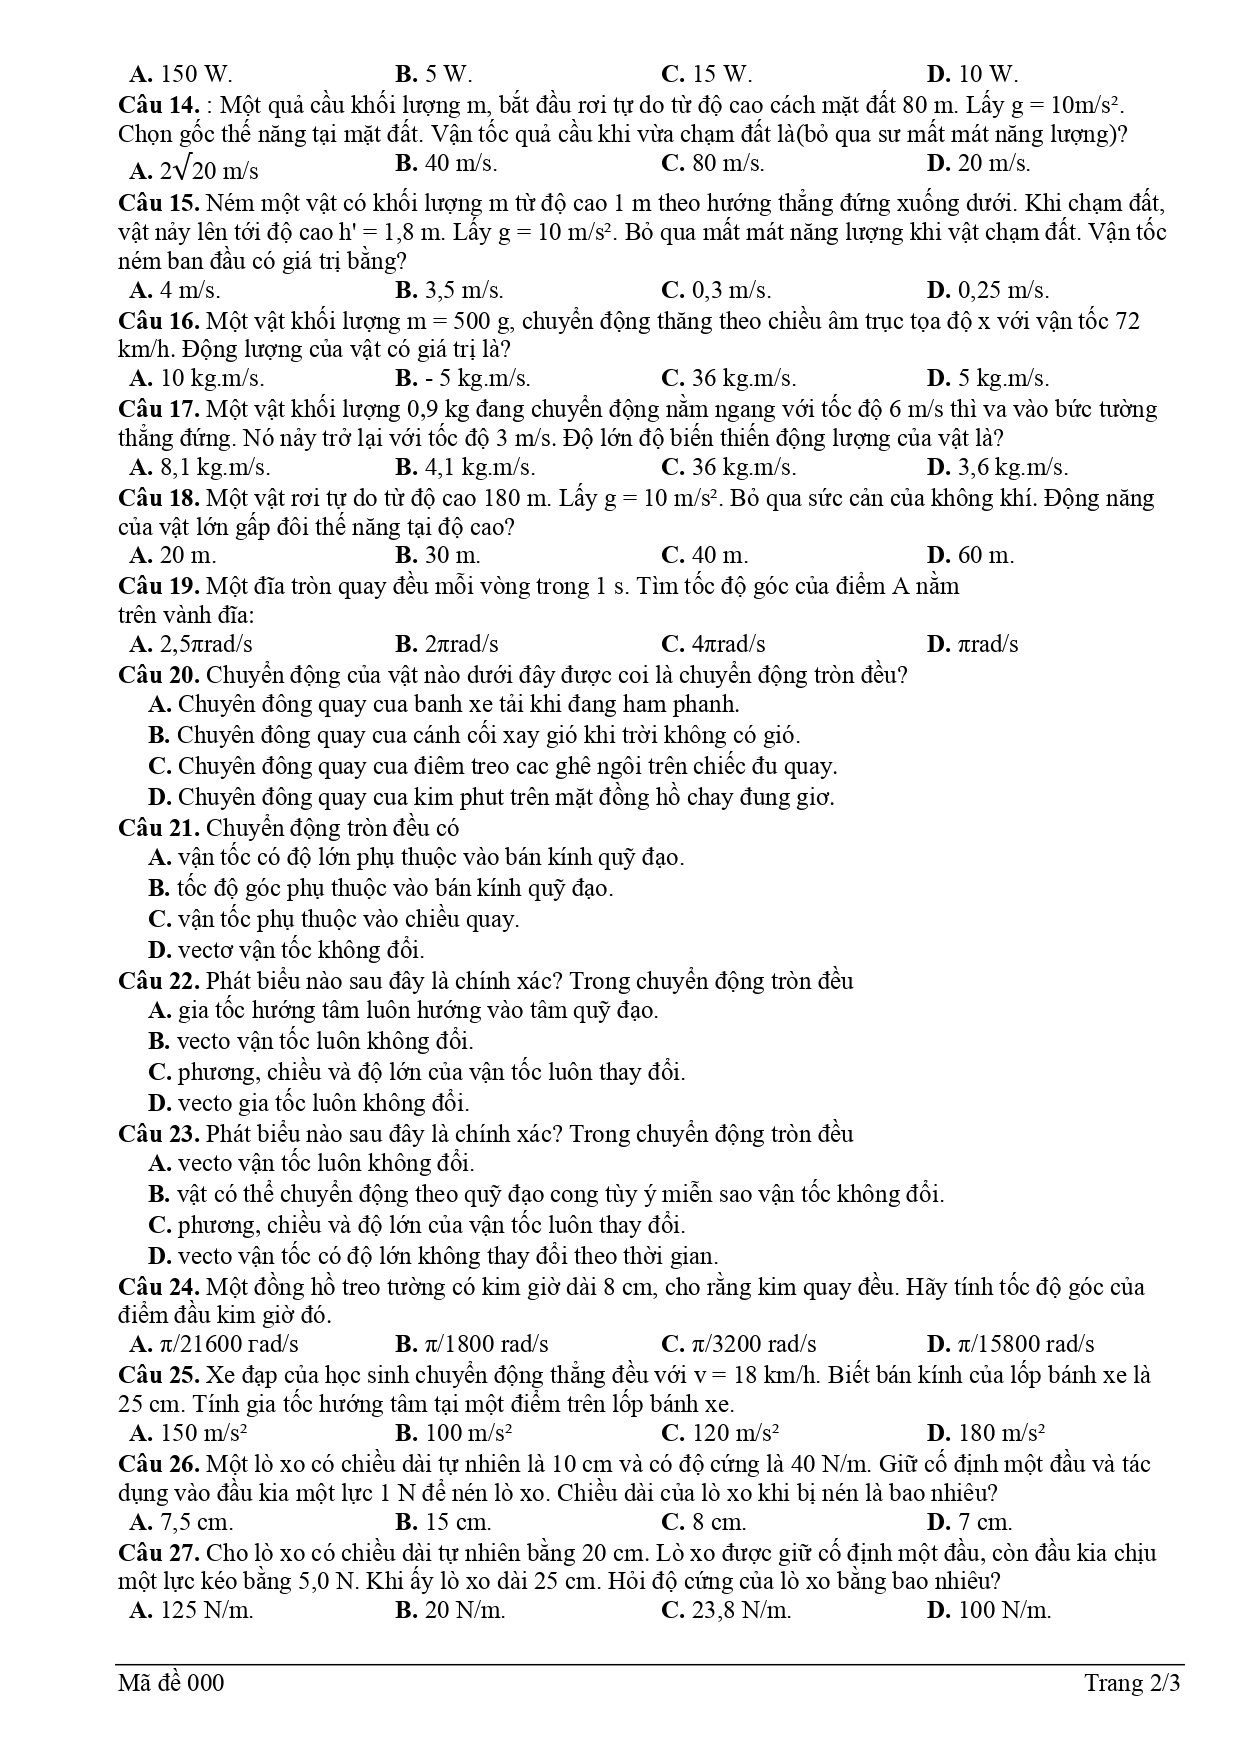 A. 150 W. B. 5 W. C. 15 W. D. 10 W.
Câu 14. : Một quả cầu khối lượng m, bắt đầu rơi tự do từ độ cao cách mặt đất 80 m. Lấy g = 10m/s².
Chọn gốc thế năng tại mặt đất. Vận tốc quả cầu khi vừa chạm đất là(bỏ qua sư mất mát năng lượng)?
A. 2√20 m/s B. 40 m/s. C. 80 m/s. D. 20 m/s.
Câu 15. Ném một vật có khối lượng m từ độ cao 1 m theo hướng thẳng đứng xuống dưới. Khi chạm đất,
vật nảy lên tới độ cao h' = 1,8 m. Lấy g = 10 m/s². Bỏ qua mất mát năng lượng khi vật chạm đất. Vận tốc
ném ban đầu có giá trị bằng?
A. 4 m/s. B. 3,5 m/s. C. 0,3 m/s. D. 0,25 m/s.
Câu 16. Một vật khối lượng m = 500 g, chuyển động thăng theo chiều âm trục tọa độ x với vận tốc 72
km/h. Động lượng của vật có giá trị là?
A. 10 kg.m/s. B. - 5 kg.m/s. C. 36 kg.m/s. D. 5 kg.m/s.
Câu 17. Một vật khối lượng 0,9 kg đang chuyển động nằm ngang với tốc độ 6 m/s thì va vào bức tường
thẳng đứng. Nó nảy trở lại với tốc độ 3 m/s. Độ lớn độ biến thiến động lượng của vật là?
A. 8,1 kg.m/s. B. 4,1 kg.m/s. C. 36 kg.m/s. D. 3,6 kg.m/s.
Câu 18. Một vật rơi tự do từ độ cao 180 m. Lấy g = 10 m/s². Bỏ qua sức cản của không khí. Động năng
của vật lớn gấp đôi thế năng tại độ cao?
A. 20 m. B. 30 m. C. 40 m. D. 60 m.
Câu 19. Một đĩa tròn quay đều mỗi vòng trong 1 s. Tìm tốc độ góc của điểm A nằm
trên vành đĩa:
A. 2,5πrad/s B. 2πrad/s C. 4πrad/s D. πrad/s
Câu 20. Chuyển động của vật nào dưới đây được coi là chuyển động tròn đều?
A. Chuyên đông quay cua banh xe tải khi đang ham phanh.
B. Chuyên đông quay cua cánh cối xay gió khi trời không có gió.
C. Chuyên đông quay cua điêm treo cac ghê ngôi trên chiếc đu quay.
D. Chuyên đông quay cua kim phut trên mặt đồng hồ chay đung giơ.
Câu 21. Chuyển động tròn đều có
A. vận tốc có độ lớn phụ thuộc vào bán kính quỹ đạo.
B. tốc độ góc phụ thuộc vào bán kính quỹ đạo.
C. vận tốc phụ thuộc vào chiều quay.
D. vectơ vận tốc không đổi.
Câu 22. Phát biểu nào sau đây là chính xác? Trong chuyển động tròn đều
A. gia tốc hướng tâm luôn hướng vào tâm quỹ đạo.
B. vecto vận tốc luôn không đổi.
C. phương, chiều và độ lớn của vận tốc luôn thay đổi.
D. vecto gia tốc luôn không đổi.
Câu 23. Phát biểu nào sau đây là chính xác? Trong chuyển động tròn đều
A. vecto vận tốc luôn không đổi.
B. vật có thể chuyển động theo quỹ đạo cong tùy ý miễn sao vận tốc không đổi.
C. phương, chiều và độ lớn của vận tốc luôn thay đổi.
D. vecto vận tốc có độ lớn không thay đổi theo thời gian.
Câu 24. Một đồng hồ treo tường có kim giờ dài 8 cm, cho rằng kim quay đều. Hãy tính tốc độ góc của
điểm đầu kim giờ đó.
A. π/21600 rad/s B. π/1800 rad/s C. π/3200 rad/s D. π/15800 rad/s
Câu 25. Xe đạp của học sinh chuyển động thẳng đều với v = 18 km/h. Biết bán kính của lốp bánh xe là
25 cm. Tính gia tốc hướng tâm tại một điểm trên lốp bánh xe.
A. 150 m/s² B. 100 m/s² C. 120 m/s² D. 180 m/s²
Câu 26. Một lò xo có chiều dài tự nhiên là 10 cm và có độ cứng là 40 N/m. Giữ cố định một đầu và tác
dụng vào đầu kia một lực 1 N để nén lò xo. Chiều dài của lò xo khi bị nén là bao nhiêu?
A. 7,5 cm. B. 15 cm. C. 8 cm. D. 7 cm.
Câu 27. Cho lò xo có chiều dài tự nhiên bằng 20 cm. Lò xo được giữ cố định một đầu, còn đầu kia chịu
một lực kéo bằng 5,0 N. Khi ấy lò xo dài 25 cm. Hỏi độ cứng của lò xo bằng bao nhiêu?
A. 125 N/m. B. 20 N/m. C. 23,8 N/m. D. 100 N/m.
Mã đề 000 Trang 2/3